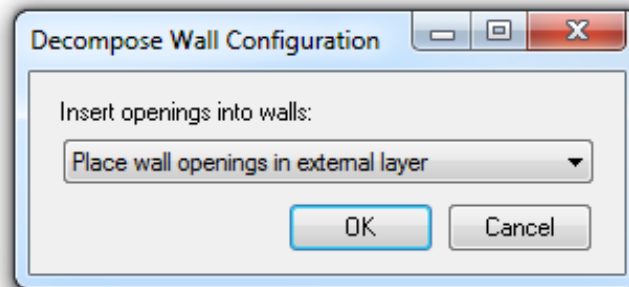 Decompose Wall Configuration
Insert openings into walls:
Place wall openings in external layer
OK Cancel